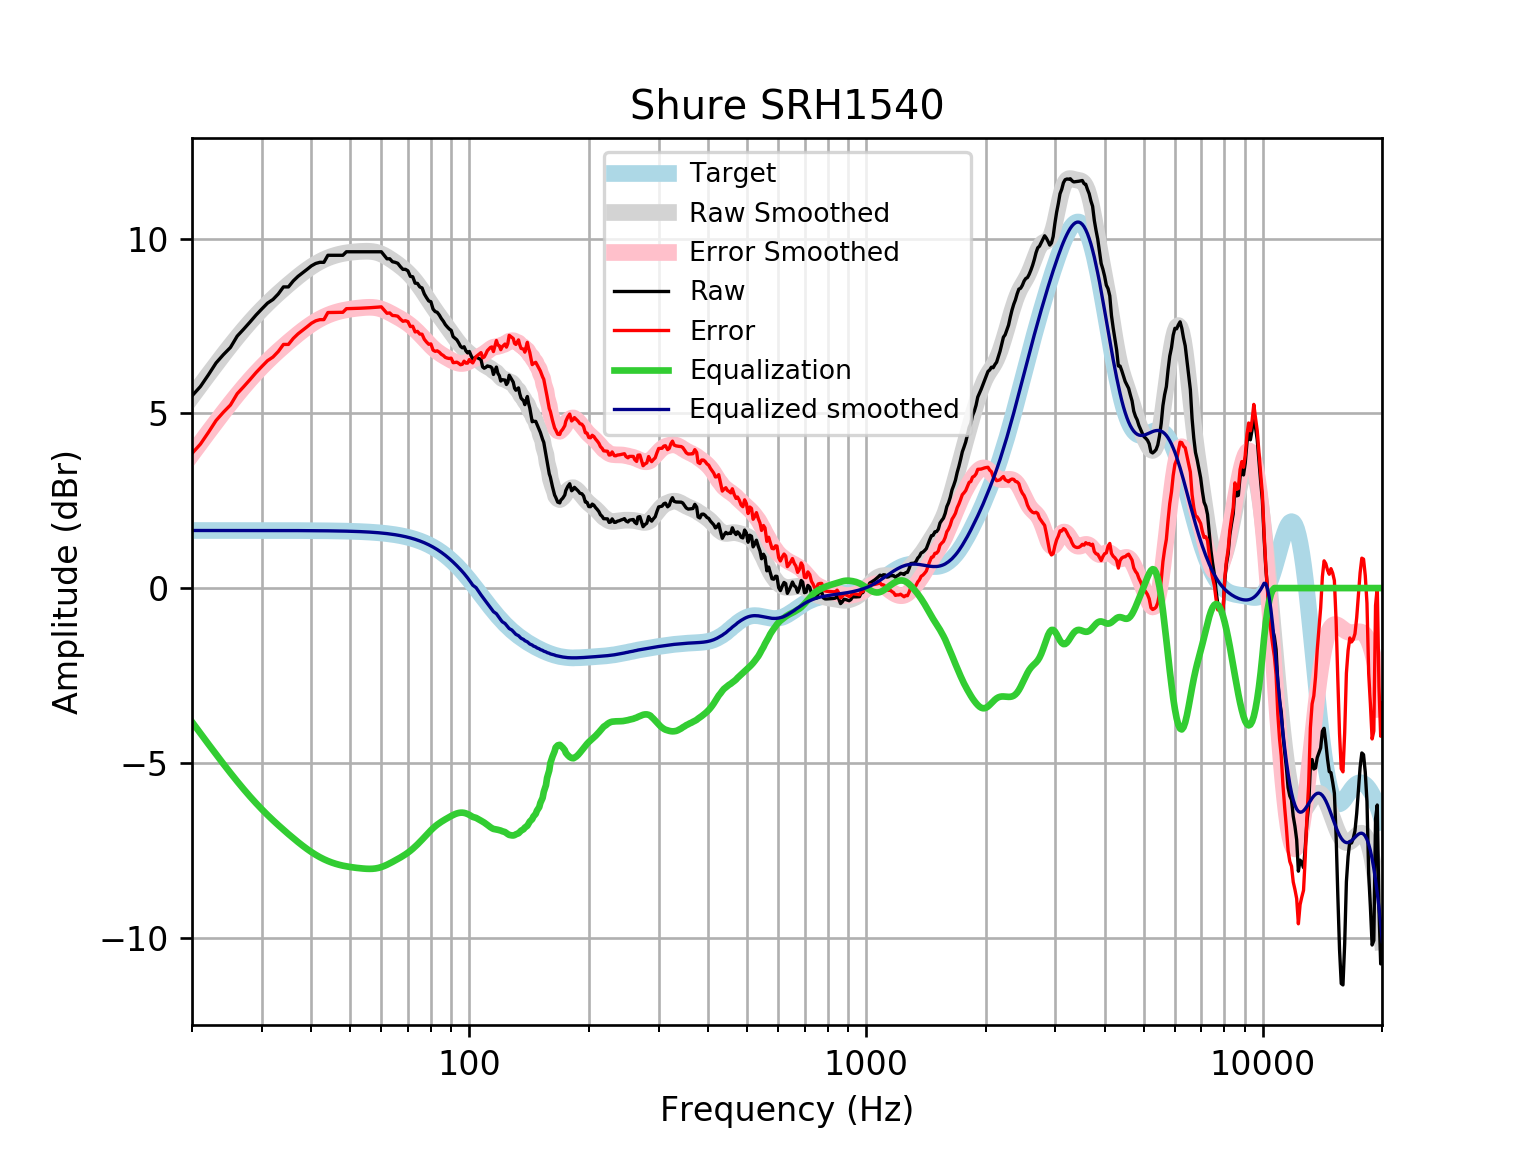 Shure SRH1540
Target
Raw Smoothed
Error Smoothed
Raw
Error
Equalization
Equalized smoothed
10
5
0
−5
−10
Amplitude (dBr)
100
1000
10000
Frequency (Hz)